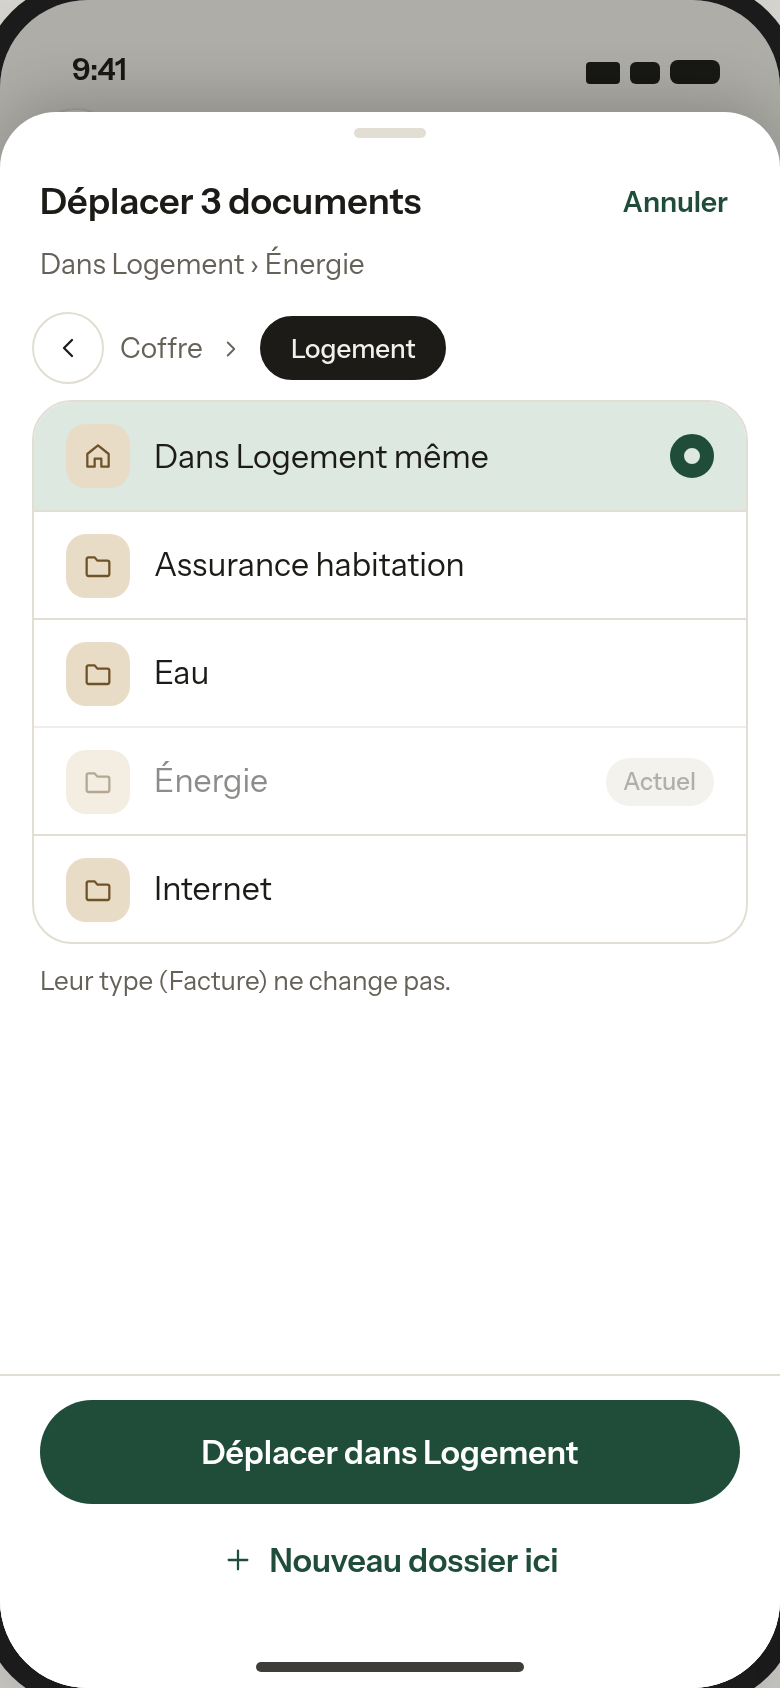 9:41
Déplacer 3 documents
Annuler
Dans Logement › Énergie
Coffre
Logement
Dans Logement même
Assurance habitation
Eau
Énergie
Actuel
Internet
Leur type (Facture) ne change pas.
Déplacer dans Logement
Nouveau dossier ici